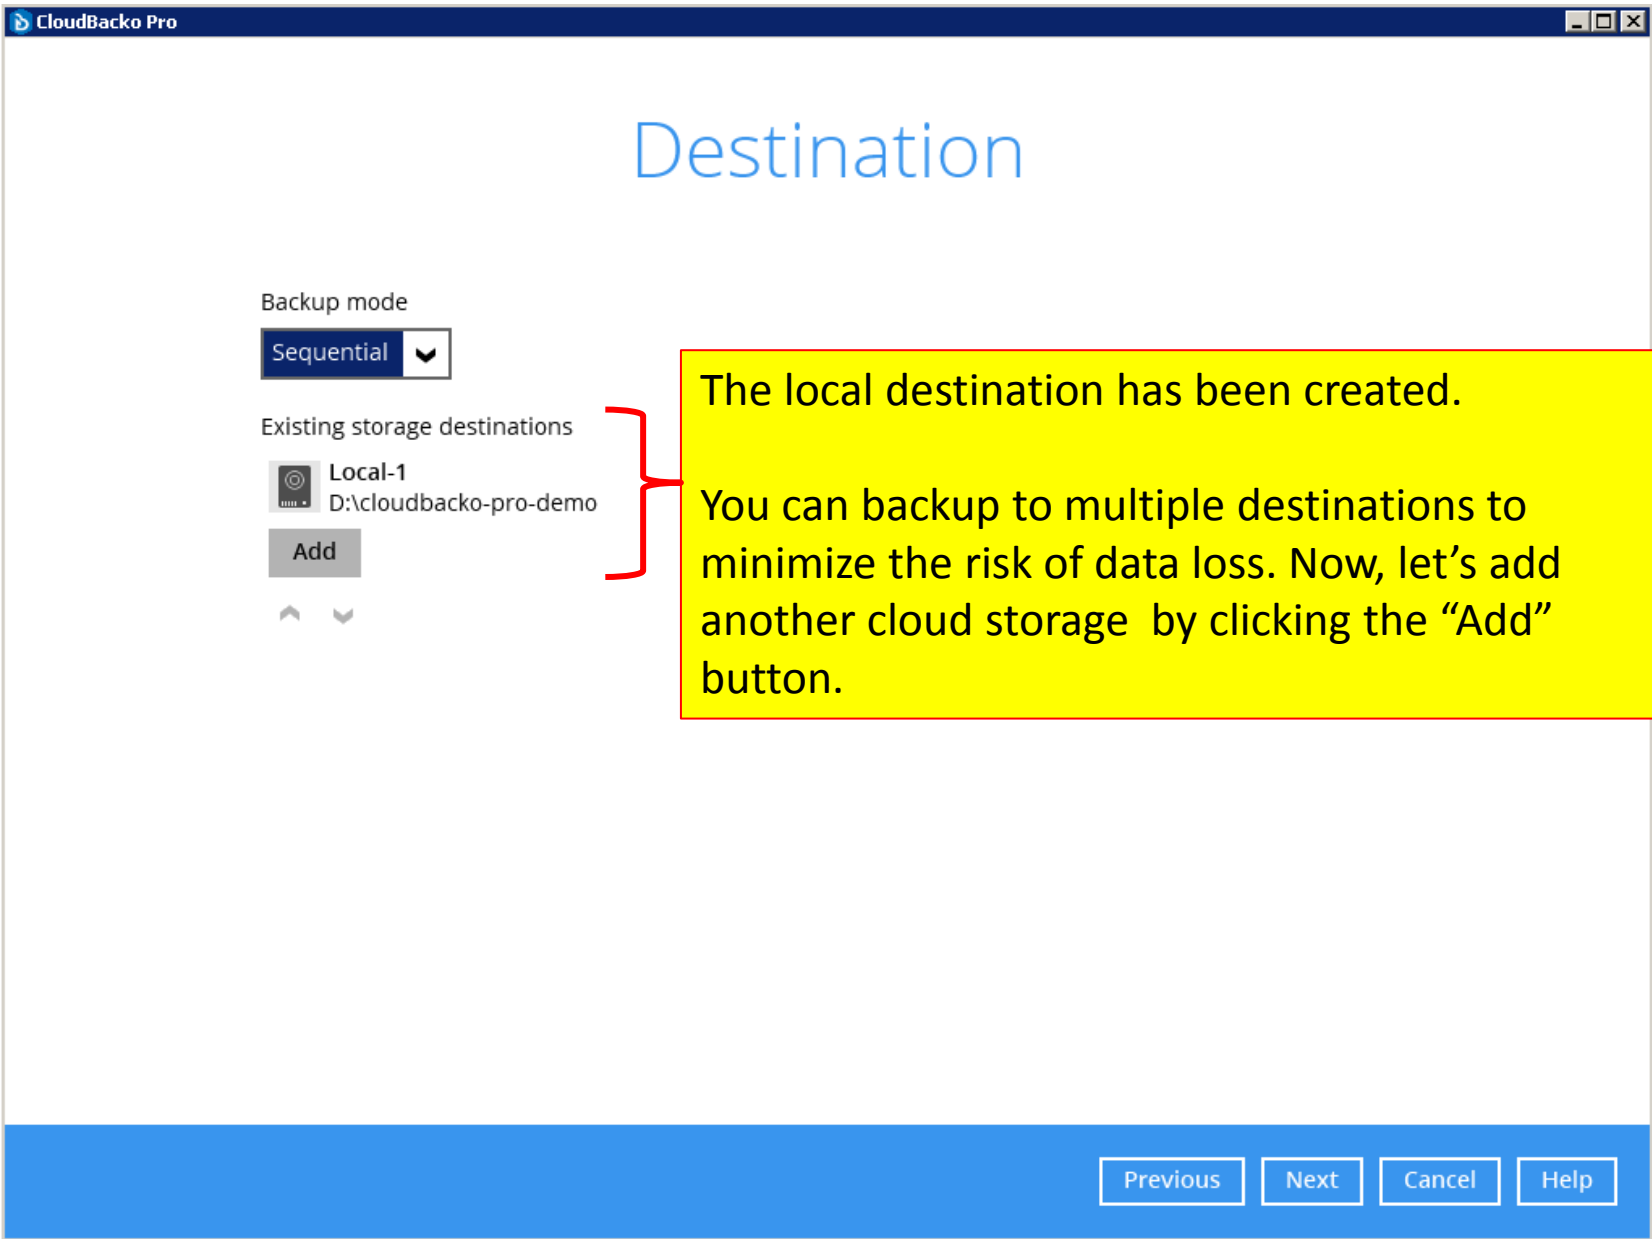 CloudBacko Pro
Destination
Backup mode
Sequential
Existing storage destinations
Local-1
D:\cloudbacko-pro-demo
Add
The local destination has been created.
You can backup to multiple destinations to
minimize the risk of data loss. Now, let’s add
another cloud storage  by clicking the “Add”
button.
Previous
Next
Cancel
Help